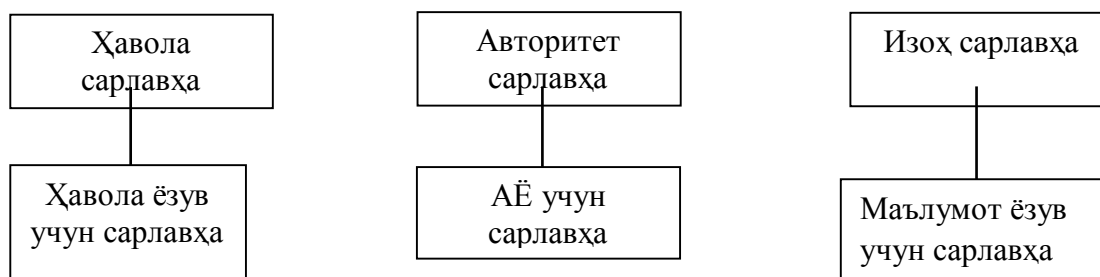 Ҳавола
сарлавҳа
Авторитет
сарлавҳа
Изоҳ сарлавҳа
Ҳавола ёзув
учун сарлавҳа
АЁ учун
сарлавҳа
Маълумот ёзув
учун сарлавҳа